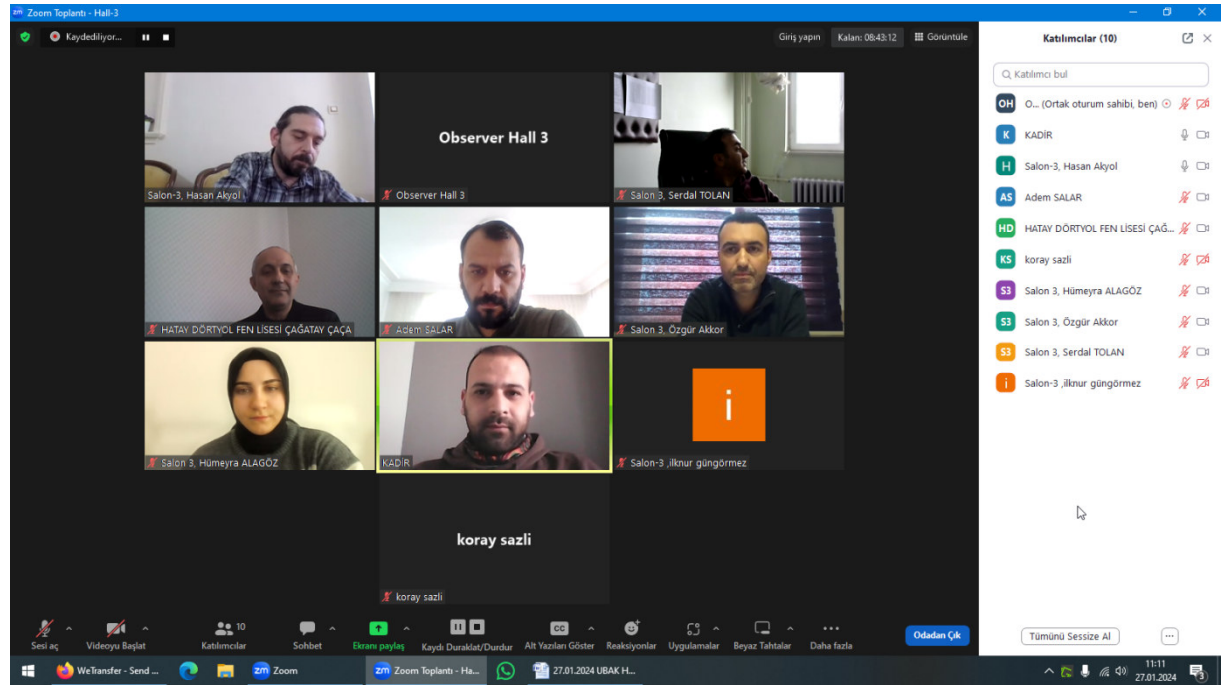 zm Zoom Toplantı - Hall-3
Kaydediliyor...
Giriş yapın
Kalan: 08:43:12
Görüntüle
Salon-3, Hasan Akyol
Observer Hall 3
Observer Hall 3
Salon 3, Serdal TOLAN
HATAY DÖRTYOL FEN LİSESİ ÇAĞATAY ÇAÇA
Adem SALAR
Salon 3, Özgür Akkor
Salon 3, Hümeyra ALAGÖZ
KADİR
i
Salon-3 ,ilknur güngörmez
koray sazli
koray sazli
Katılımcılar (10)
Katılımcı bul
OH O... (Ortak oturum sahibi, ben)
K KADİR
H Salon-3, Hasan Akyol
AS Adem SALAR
HD HATAY DÖRTYOL FEN LİSESİ ÇAĞ...
KS koray sazli
S3 Salon 3, Hümeyra ALAGÖZ
S3 Salon 3, Özgür Akkor
S3 Salon 3, Serdal TOLAN
i Salon-3 ,ilknur güngörmez
Sesi aç
Videoyu Başlat
10
Katılımcılar
Sohbet
Ekranı paylaş
Kaydı Duraklat/Durdur
CC
Alt Yazıları Göster
Reaksiyonlar
Uygulamalar
Beyaz Tahtalar
Daha fazla
Odadan Çık
Tümünü Sessize Al
WeTransfer - Send ...
zm Zoom
zm Zoom Toplantı - Ha...
27.01.2024 UBAK H...
11:11
27.01.2024
3